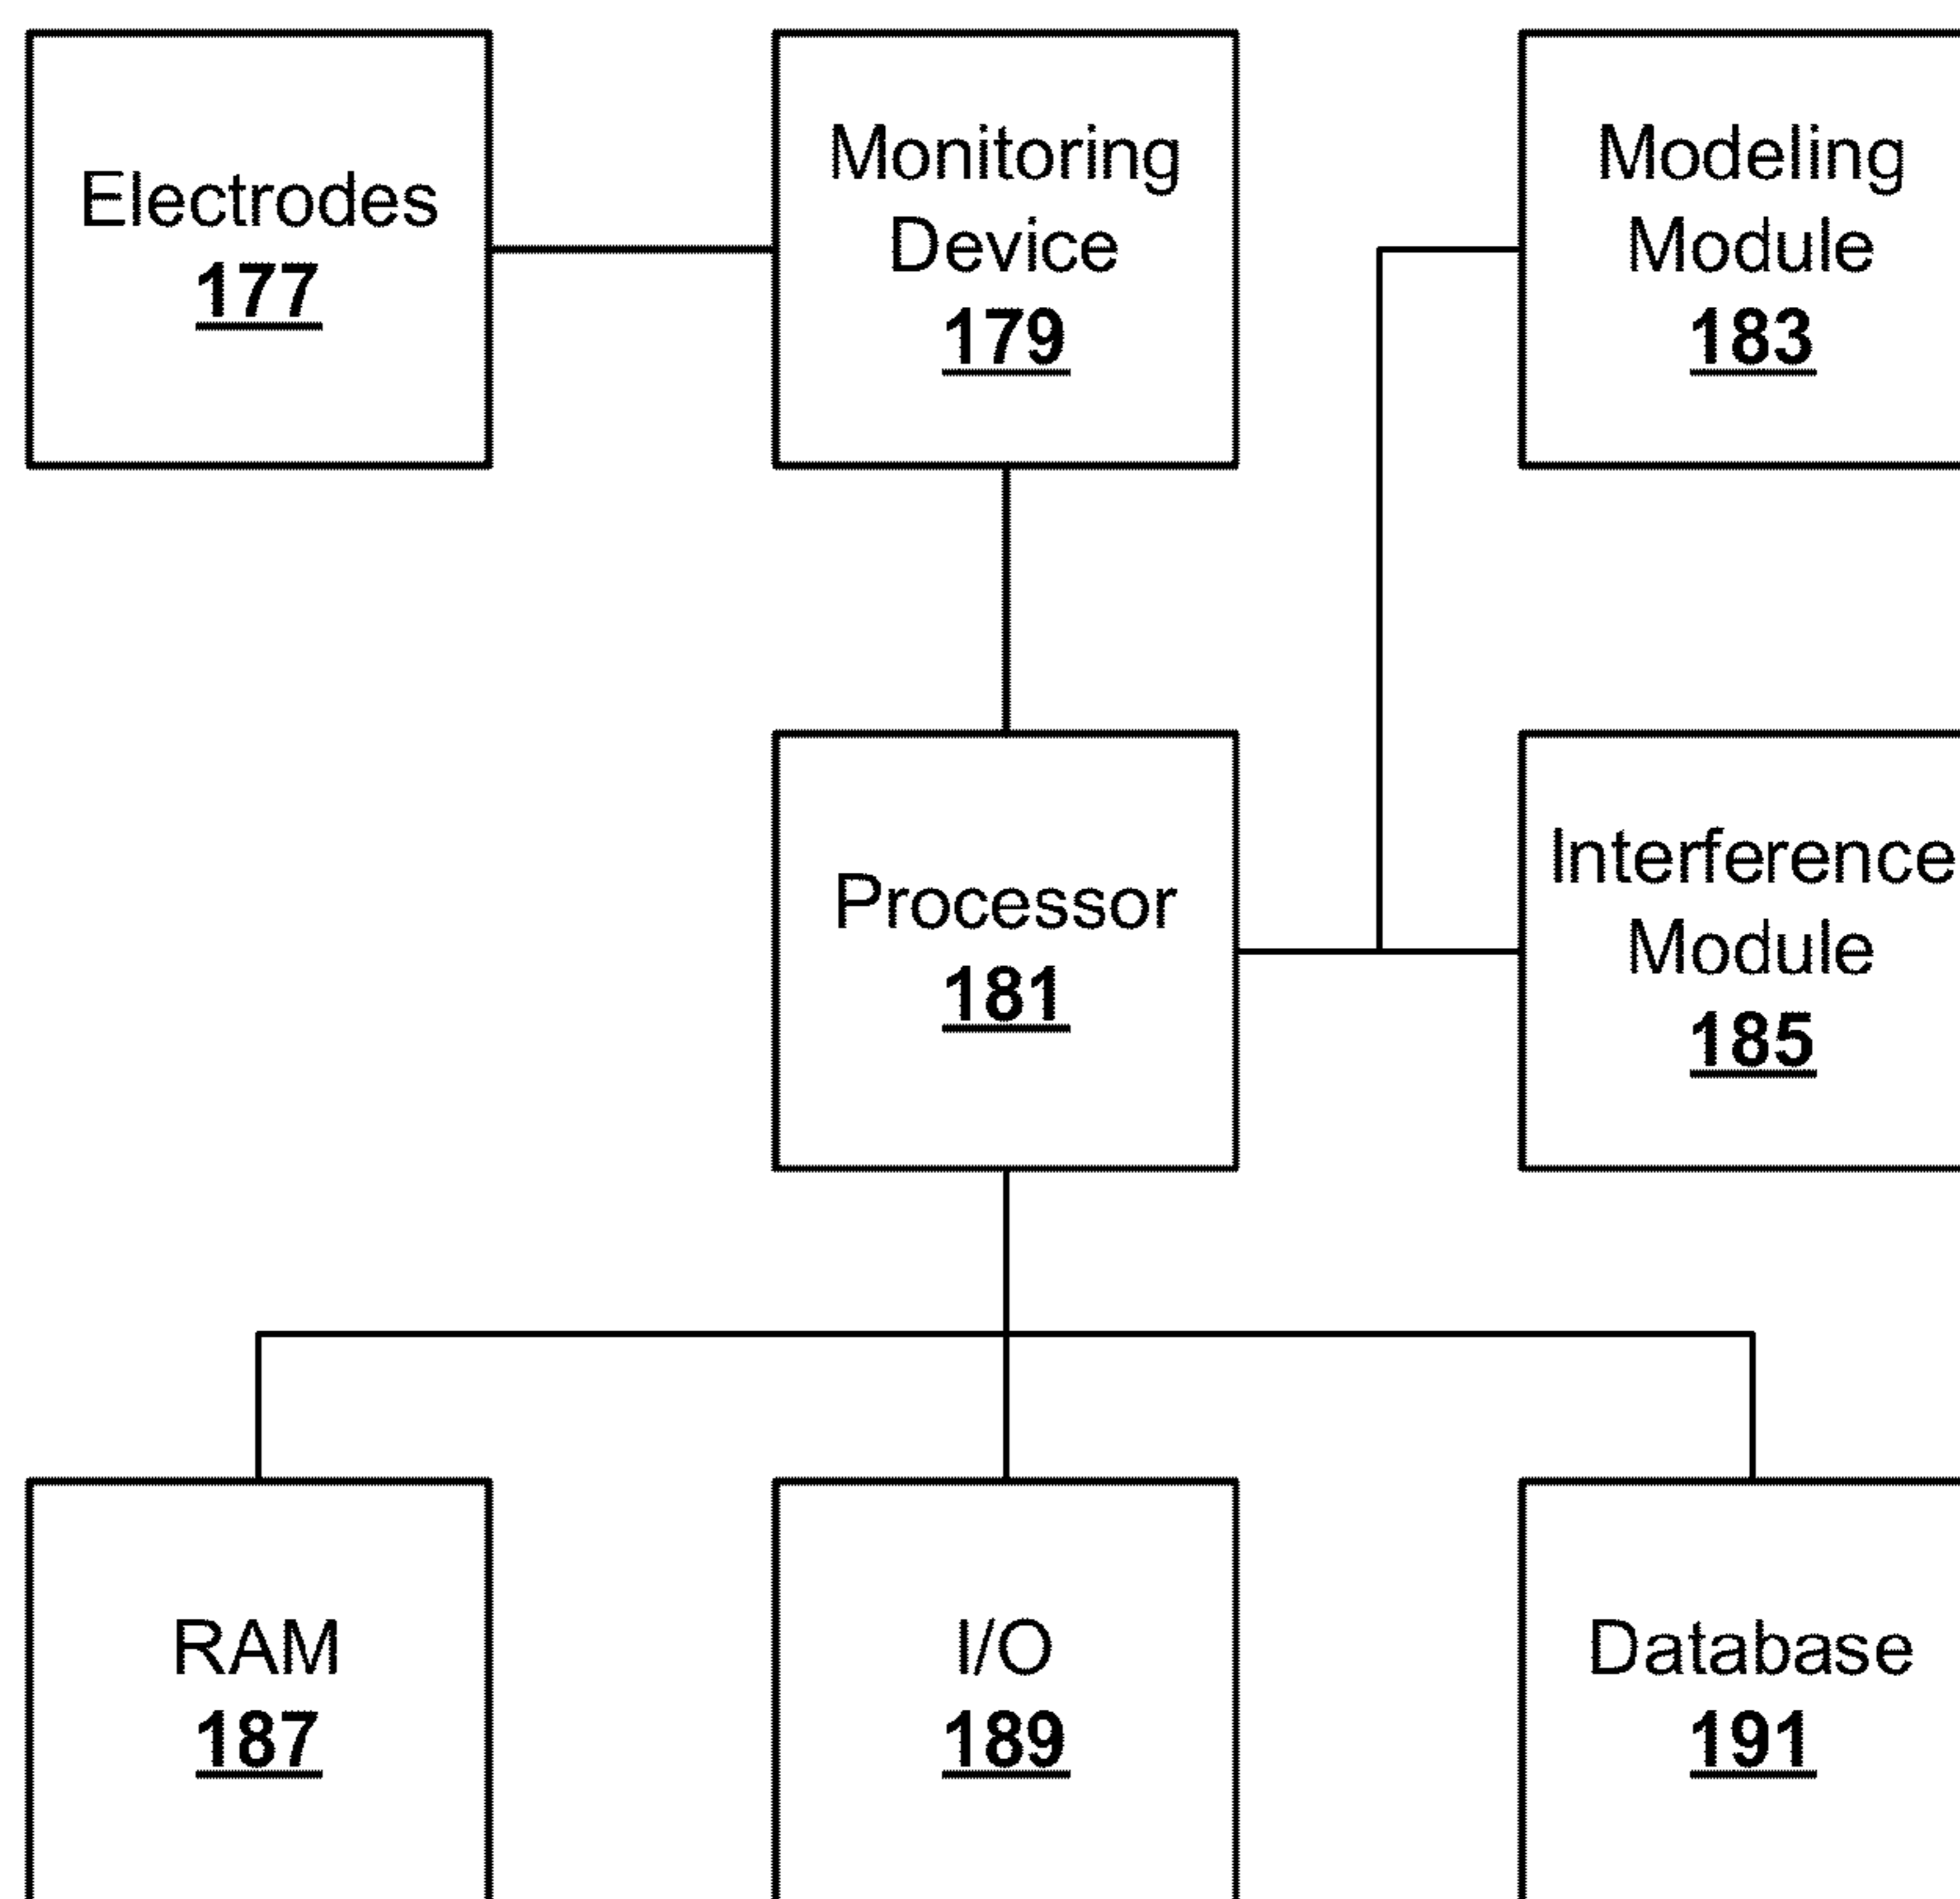 Electrodes
177
Monitoring
Device
179
Modeling
Module
183
Processor
181
Interference
Module
185
RAM
187
I/O
189
Database
191